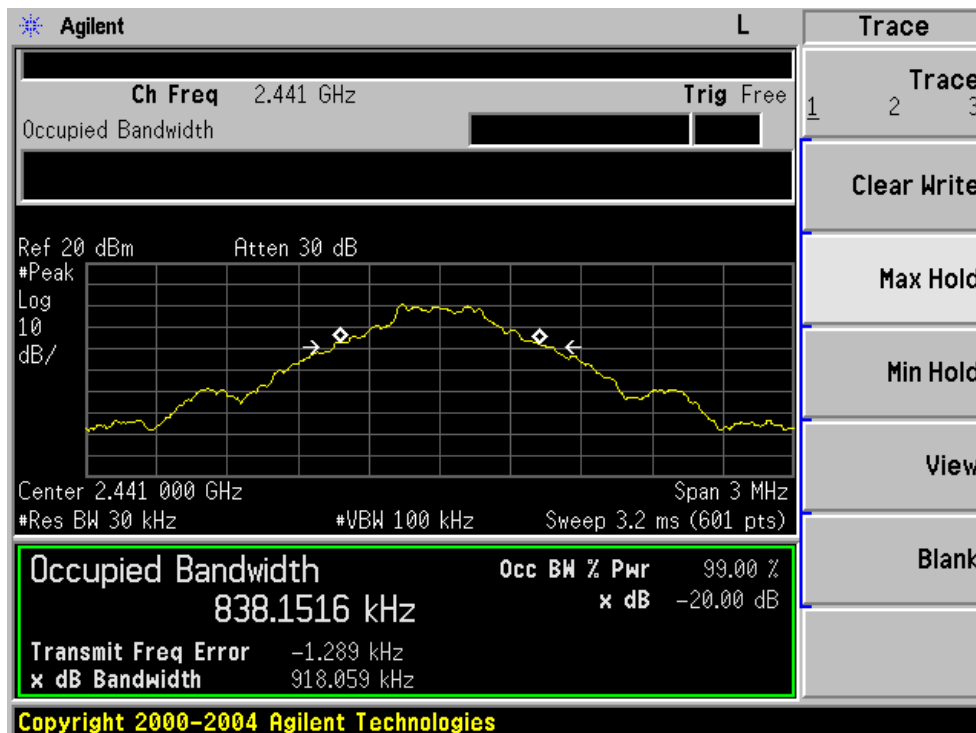 Agilent L Trace
Ch Freq 2.441 GHz Trig Free
Occupied Bandwidth
Ref 20 dBm Atten 30 dB
#Peak
Log
10
dB/
Center 2.441 000 GHz Span 3 MHz
#Res BW 30 kHz #VBW 100 kHz Sweep 3.2 ms (601 pts)
Occupied Bandwidth Occ BW % Pwr 99.00 %
838.1516 kHz x dB -20.00 dB
Transmit Freq Error -1.289 kHz
x dB Bandwidth 918.059 kHz
Copyright 2000-2004 Agilent Technologies
Trace
1 2 3
Clear Write
Max Hold
Min Hold
View
Blank